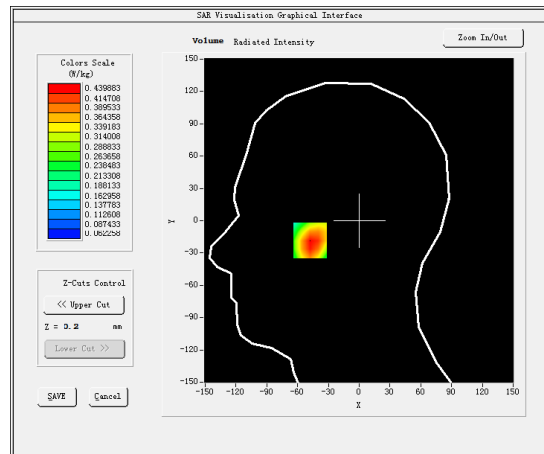 SAR Visualisation Graphical Interface
Volume Radiated Intensity
Zoom In/Out
Colors Scale
(W/kg)
0.439883
0.414708
0.389533
0.364358
0.339183
0.314008
0.288833
0.263658
0.238483
0.213308
0.188133
0.162958
0.137783
0.112608
0.087433
0.062258
Z-Cuts Control
<< Upper Cut
Z = 0.2 mm
Lower Cut >>
SAVE
Cancel
150
120
90
60
30
0
-30
-60
-90
-120
-150
Y
-150 -120 -90 -60 -30 0 30 60 90 120 150
X